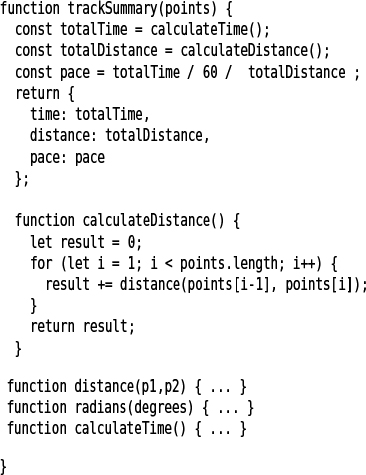 function trackSummary(points) {
  const totalTime = calculateTime();
  const totalDistance = calculateDistance();
  const pace = totalTime / 60 /  totalDistance ;
  return {
    time: totalTime,
    distance: totalDistance,
    pace: pace
  };

  function calculateDistance() {
    let result = 0;
    for (let i = 1; i < points.length; i++) {
      result += distance(points[i-1], points[i]);
    }
    return result;
  }

 function distance(p1,p2) { ... }
 function radians(degrees) { ... }
 function calculateTime() { ... }

}